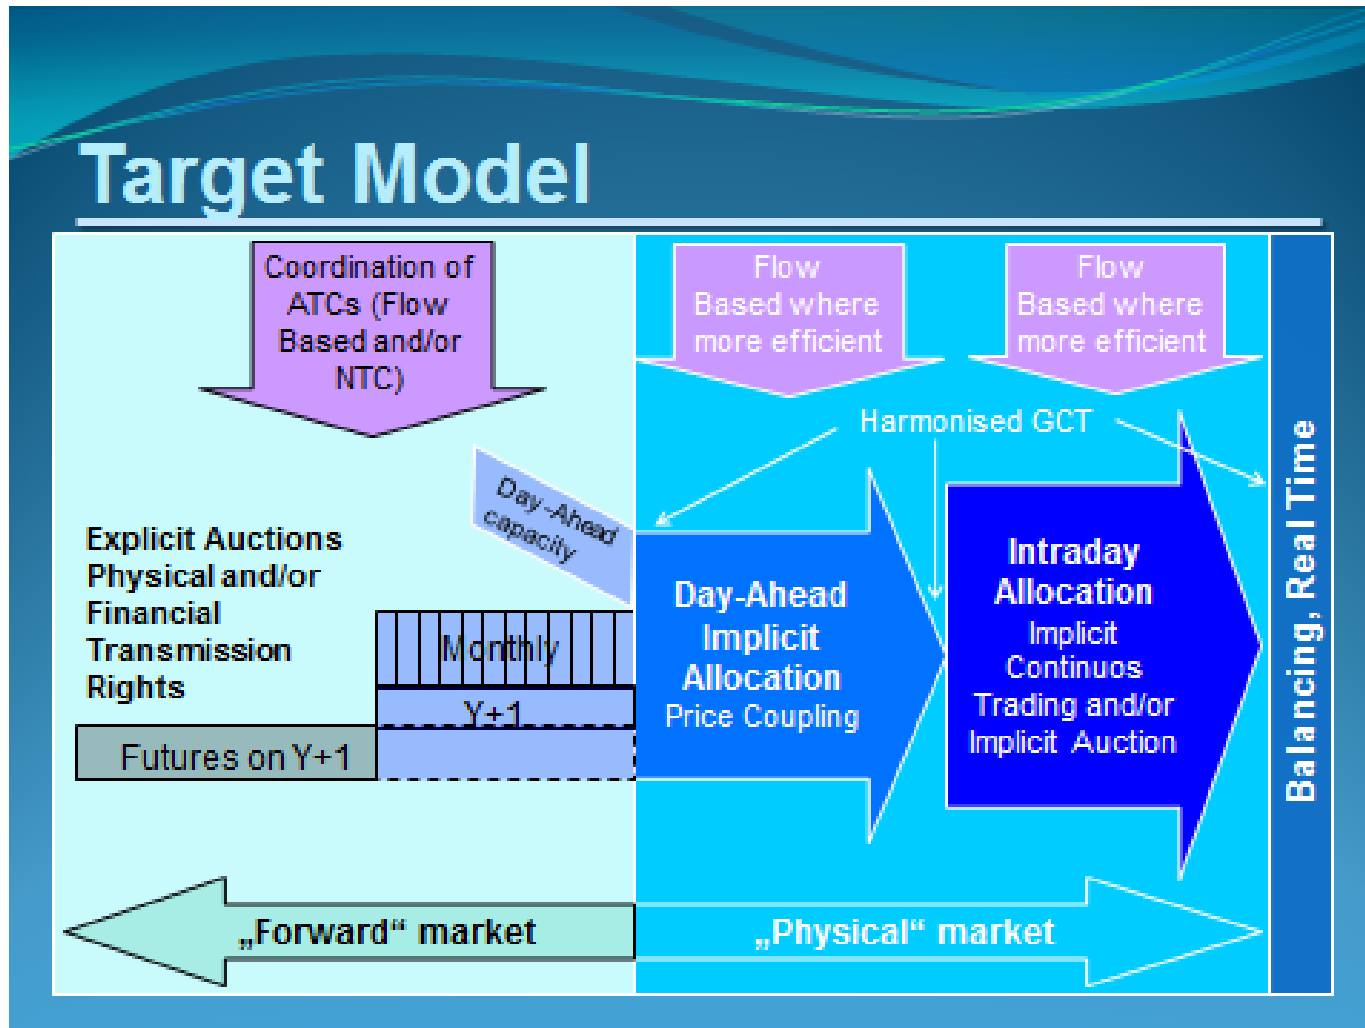 Target Model
Coordination of
ATCs (Flow
Based and/or
NTC)
Flow
Based where
more efficient
Flow
Based where
more efficient
Harmonised GCT
Day-Ahead
capacity
Explicit Auctions
Physical and/or
Financial
Transmission
Rights
Monthly
Y+1
Futures on Y+1
Day-Ahead
Implicit
Allocation
Price Coupling
Intraday
Allocation
Implicit
Continuos
Trading and/or
Implicit Auction
Balancing, Real Time
„Forward“ market
„Physical“ market